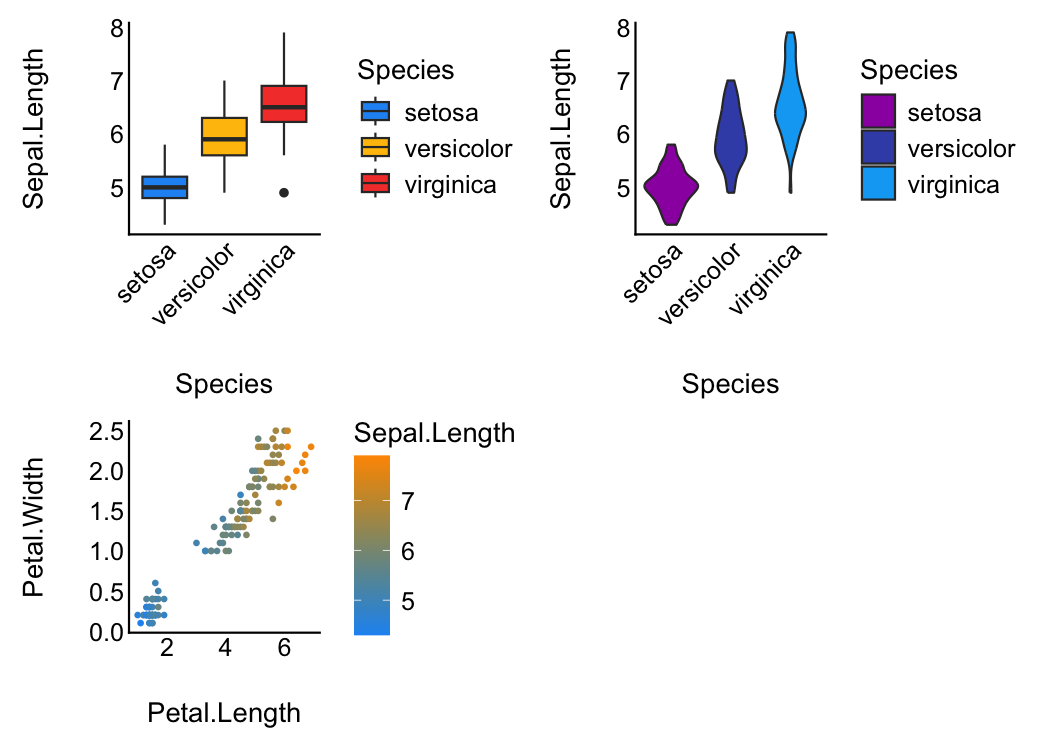 Sepal.Length
8
7
6
5
setosa
versicolor
virginica
Species
Species
setosa
versicolor
virginica
Sepal.Length
8
7
6
5
setosa
versicolor
virginica
Species
Species
setosa
versicolor
virginica
Petal.Width
2.5
2.0
1.5
1.0
0.5
0.0
2 4 6
Petal.Length
Sepal.Length
7
6
5